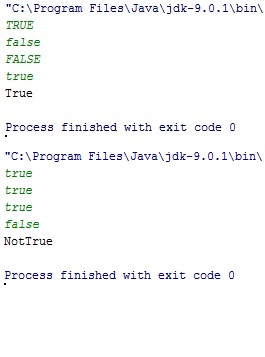 "C:\Program Files\Java\jdk-9.0.1\bin\
TRUE
false
FALSE
true
True
Process finished with exit code 0
"C:\Program Files\Java\jdk-9.0.1\bin\
true
true
true
false
NotTrue
Process finished with exit code 0